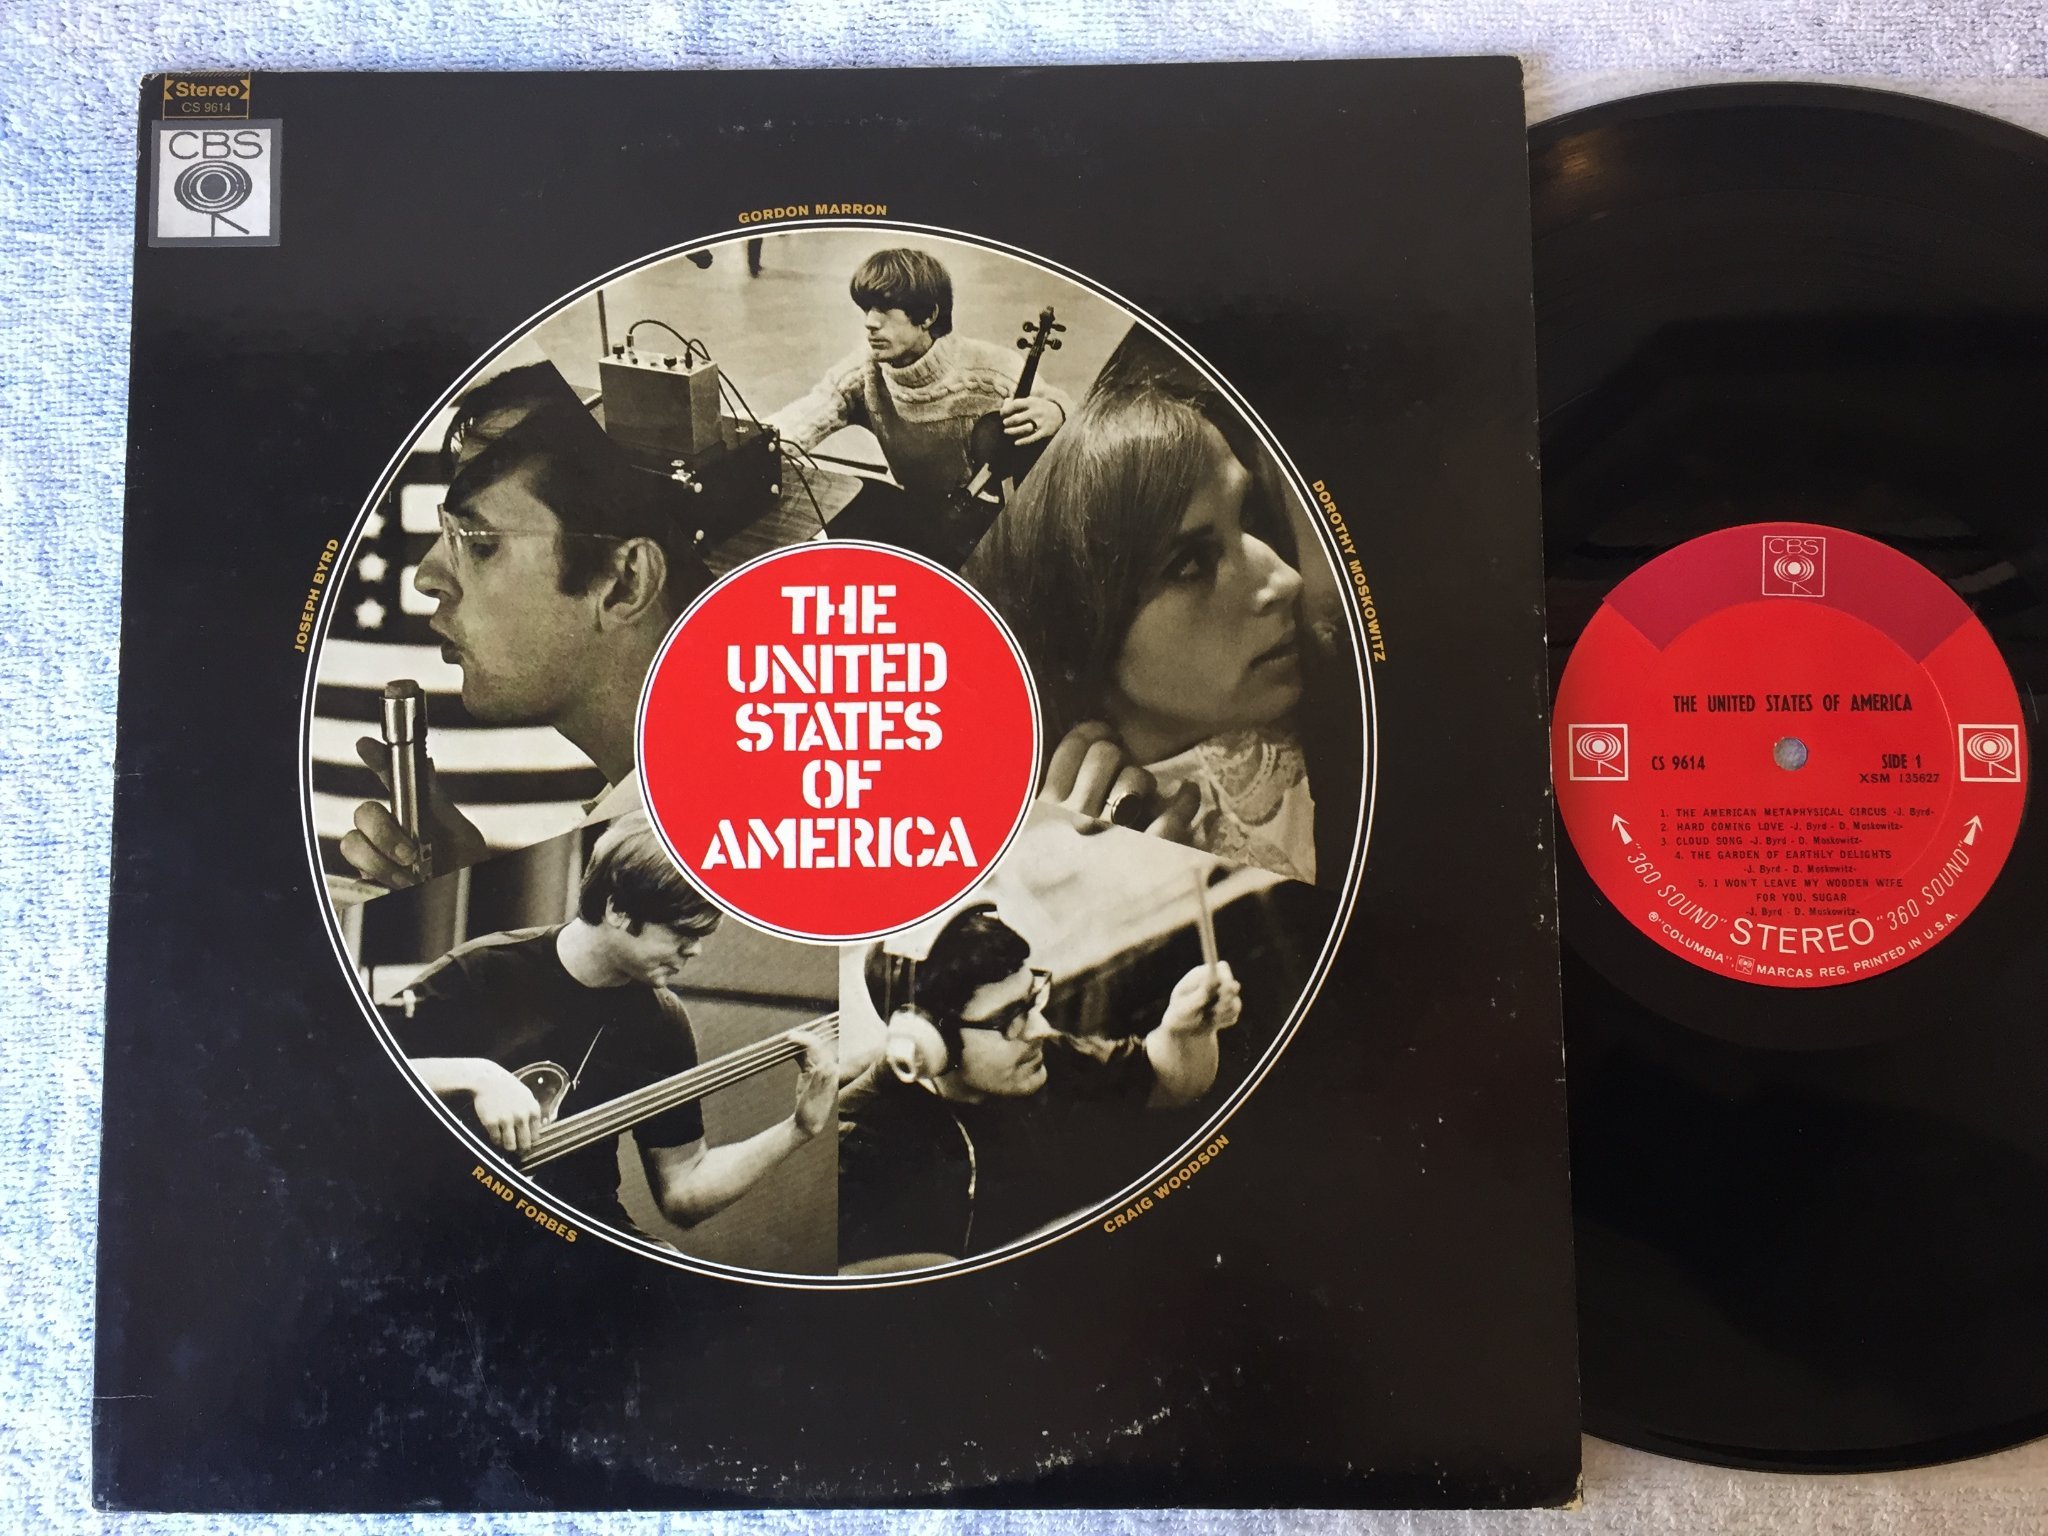 Stereo
CS 9614
CBS
GORDON MARRON
JOSEPH BYRD
DOROTHY MOSKOWITZ
RAND FORBES
CRAIG WOODSON
THE
UNITED
STATES
OF
AMERICA
CBS
THE UNITED STATES OF AMERICA
CS 9614
SIDE 1
XSM 135627
1. THE AMERICAN METAPHYSICAL CIRCUS -J. Byrd-
2. HARD COMING LOVE -J. Byrd - D. Moskowitz-
3. CLOUD SONG -J. Byrd - D. Moskowitz-
4. THE GARDEN OF EARTHLY DELIGHTS
-J. Byrd - D. Moskowitz-
5. I WON'T LEAVE MY WOODEN WIFE
FOR YOU, SUGAR
-J. Byrd - D. Moskowitz-
"360 SOUND" STEREO "360 SOUND"
® "COLUMBIA", MARCAS REG. PRINTED IN U.S.A.